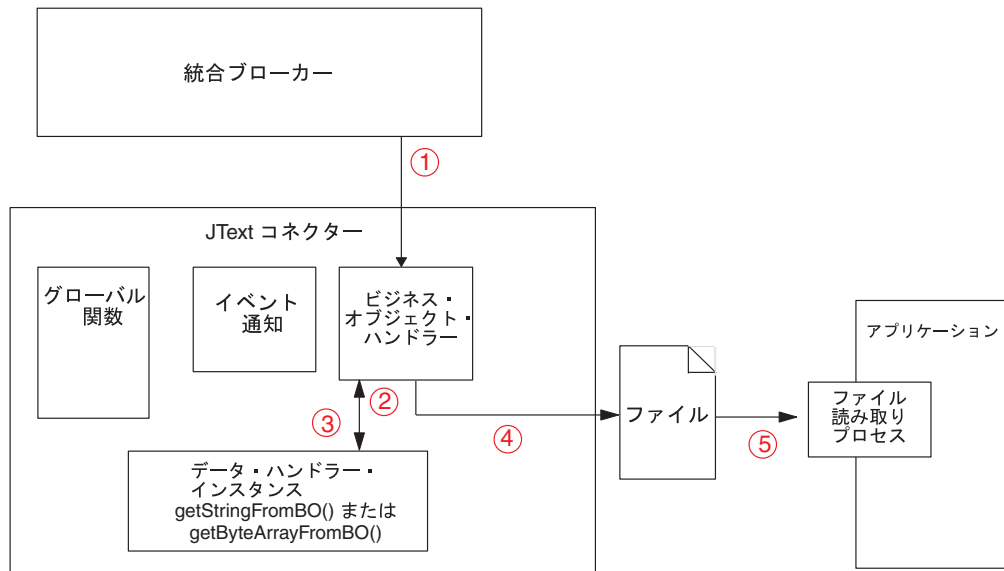 統合ブローカー
①
JText コネクター
グローバル
関数
イベント
通知
ビジネス・
オブジェクト・
ハンドラー
アプリケーション
ファイル
ファイル
読み取り
プロセス
②
③
④
⑤
データ・ハンドラー・
インスタンス
getStringFromBO() または
getByteArrayFromBO()